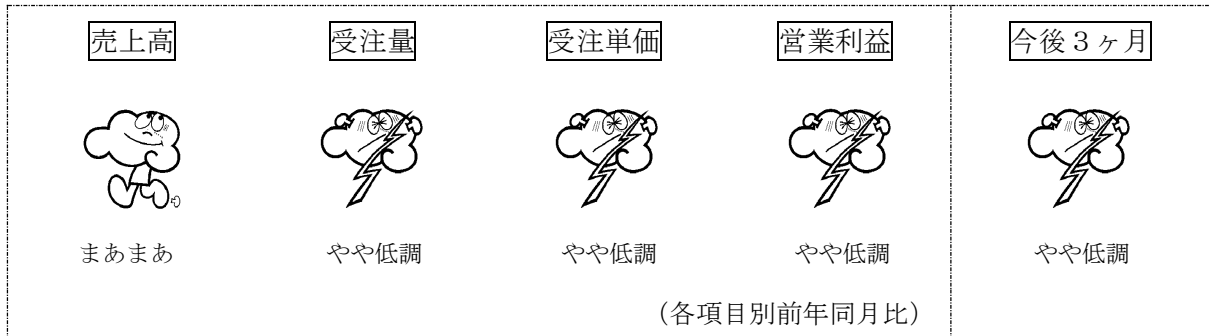 売上高 受注量 受注単価 営業利益 今後３ヶ月
まあまあ やや低調 やや低調 やや低調 やや低調
（各項目別前年同月比）